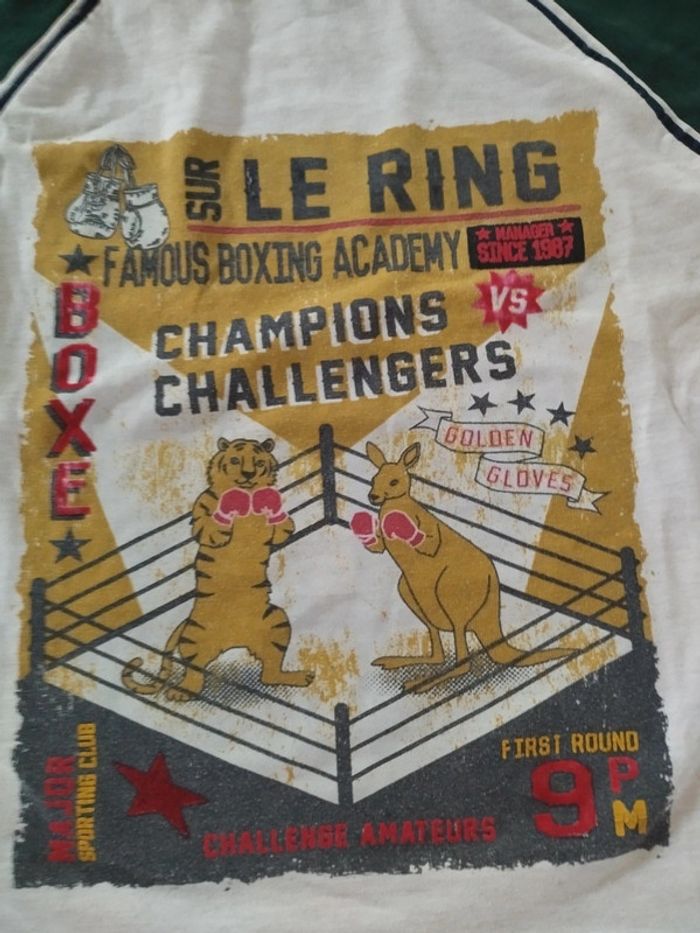 SUR
LE RING
FAMOUS BOXING ACADEMY
MANAGER
SINCE 1987
BOXE
CHAMPIONS
VS
CHALLENGERS
GOLDEN
GLOVES
MAJOR
SPORTING CLUB
FIRST ROUND
9 PM
CHALLENGE AMATEURS